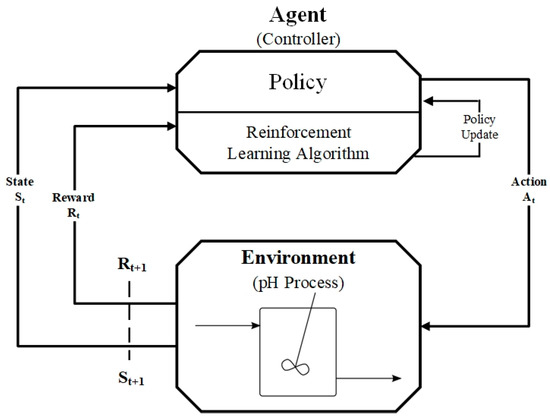 Agent
(Controller)
Policy
Reinforcement
Learning Algorithm
Policy
Update
State
St
Reward
Rt
Action
At
Rt+1
St+1
Environment
(pH Process)